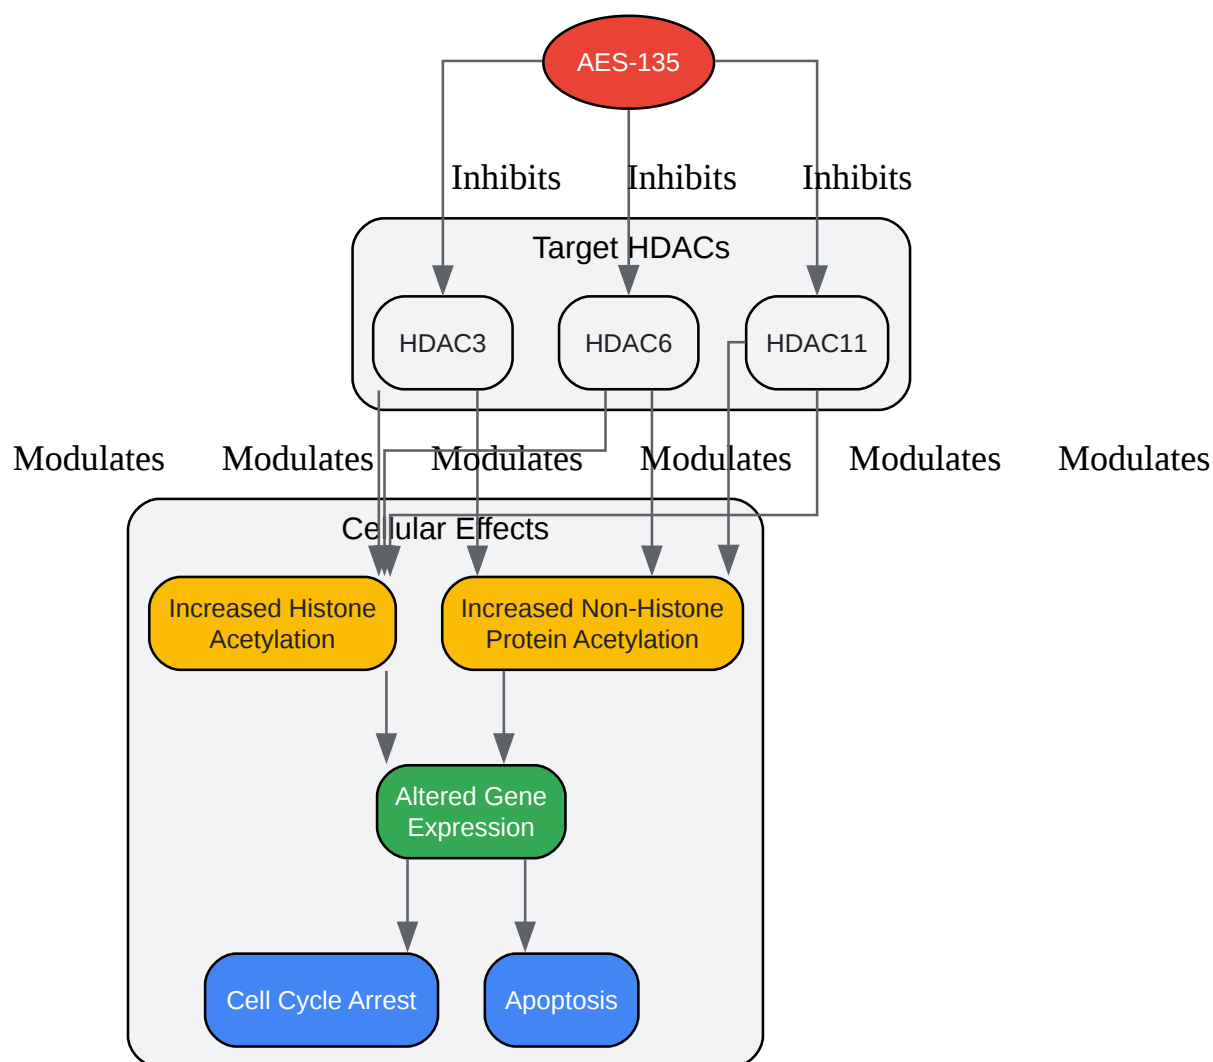 AES-135
Inhibits Inhibits Inhibits
Target HDACs
HDAC3 HDAC6 HDAC11
Modulates Modulates Modulates Modulates Modulates Modulates
Cellular Effects
Increased Histone
Acetylation
Increased Non-Histone
Protein Acetylation
Altered Gene
Expression
Cell Cycle Arrest
Apoptosis